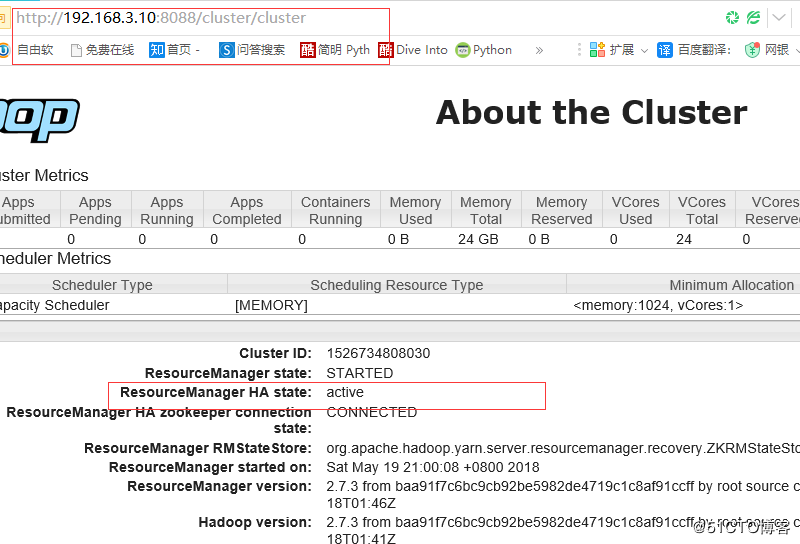 问 http://192.168.3.10:8088/cluster/cluster
自由软 免费在线 知 首页 - S 问答搜索 酷 简明 Pyth 酷 Dive Into Python » 扩展 译 百度翻译: 网银
oop
About the Cluster
uster Metrics
Apps Apps Apps Apps Containers Memory Memory Memory VCores VCores VCores
ubmitted Pending Running Completed Running Used Total Reserved Used Total Reserved
0 0 0 0 0 B 24 GB 0 B 0 24 0
heduler Metrics
Scheduler Type Scheduling Resource Type Minimum Allocation
apacity Scheduler [MEMORY] <memory:1024, vCores:1>
Cluster ID: 1526734808030
ResourceManager state: STARTED
ResourceManager HA state: active
ResourceManager HA zookeeper connection CONNECTED
state:
ResourceManager RMStateStore: org.apache.hadoop.yarn.server.resourcemanager.recovery.ZKRMStateSto
ResourceManager started on: Sat May 19 21:00:08 +0800 2018
ResourceManager version: 2.7.3 from baa91f7c6bc9cb92be5982de4719c1c8af91ccff by root source c
18T01:46Z
Hadoop version: 2.7.3 from baa91f7c6bc9cb92be5982de4719c1c8af91ccff by root source c
18T01:41Z
@51CTO博客